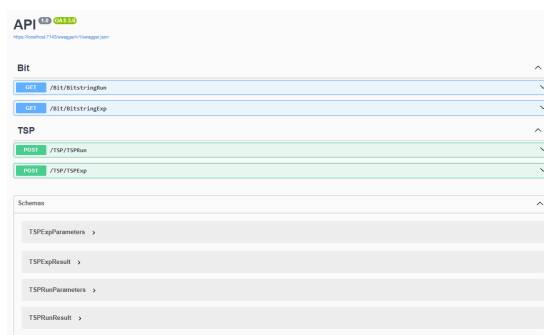 API 1.0 OAS 3.0
https://localhost:7143/swagger/v1/swagger.json
Bit
GET /Bit/BitstringRun
GET /Bit/BitstringExp
TSP
POST /TSP/TSPRun
POST /TSP/TSPExp
Schemas
TSPExpParameters
TSPExpResult
TSPRunParameters
TSPRunResult